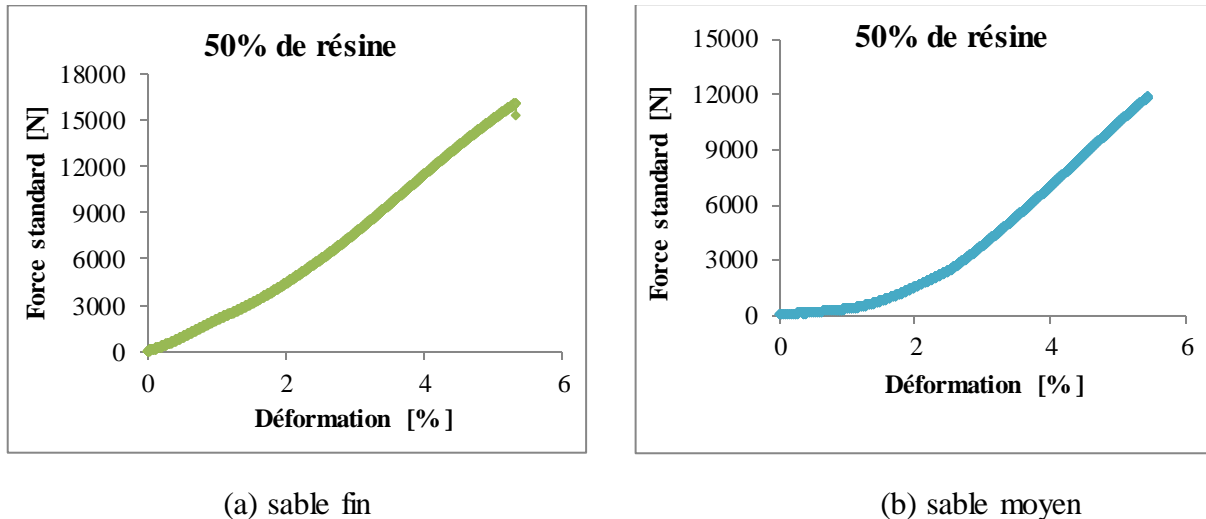 50% de résine
Force standard [N]
18000
15000
12000
9000
6000
3000
0
0 2 4 6
Déformation [%]
(a) sable fin
50% de résine
Force standard [N]
15000
12000
9000
6000
3000
0
0 2 4 6
Déformation [%]
(b) sable moyen